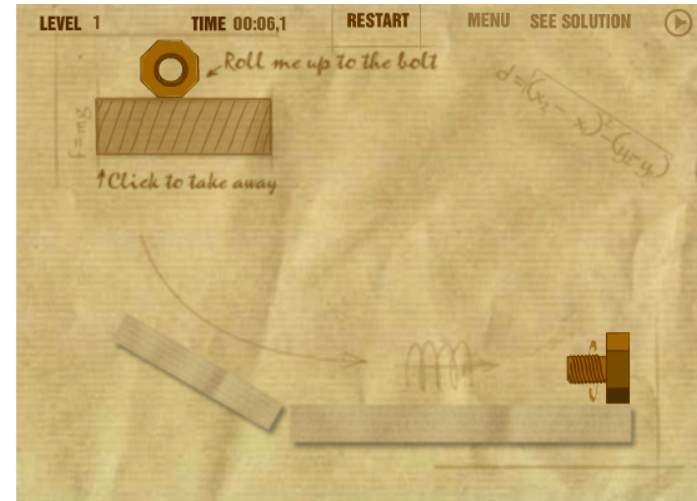 LEVEL 1 TIME 00:06,1 RESTART MENU SEE SOLUTION
Roll me up to the bolt
f=mg
↑Click to take away